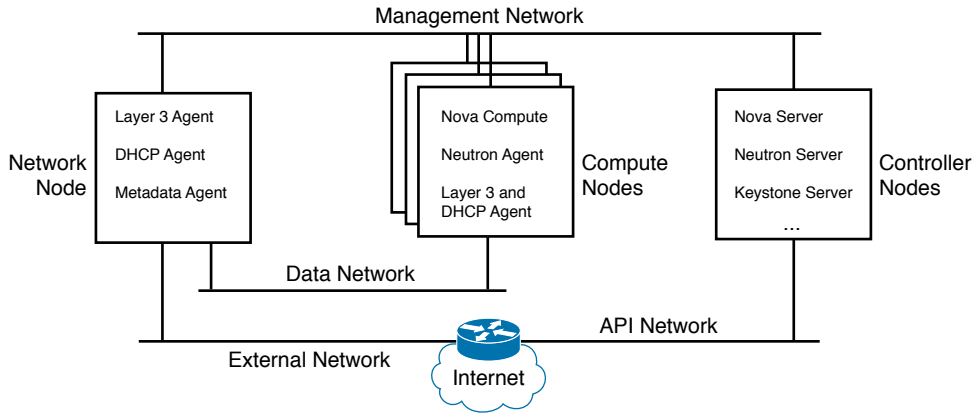 Management Network
Network
Node
Layer 3 Agent
DHCP Agent
Metadata Agent
Nova Compute
Neutron Agent
Layer 3 and
DHCP Agent
Compute
Nodes
Nova Server
Neutron Server
Keystone Server
...
Controller
Nodes
Data Network
API Network
External Network
Internet